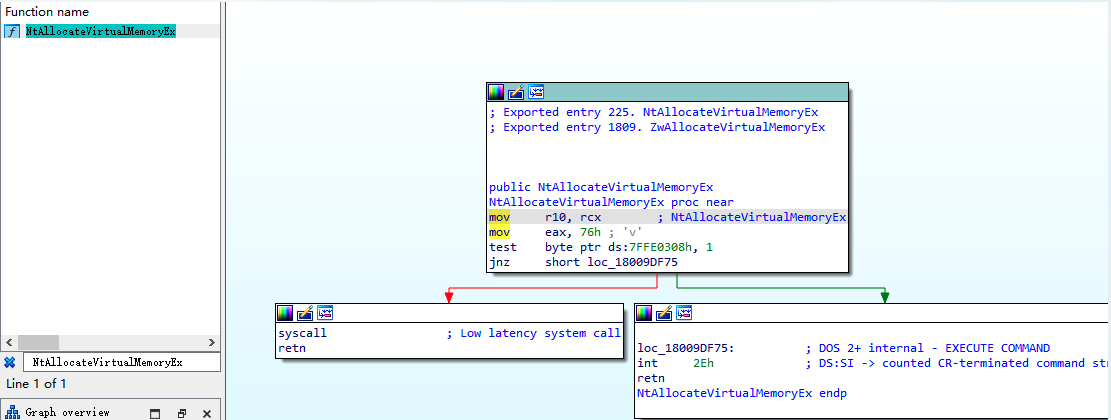 Function name
f NtAllocateVirtualMemoryEx
NtAllocateVirtualMemoryEx
Line 1 of 1
Graph overview
; Exported entry 225. NtAllocateVirtualMemoryEx
; Exported entry 1809. ZwAllocateVirtualMemoryEx
public NtAllocateVirtualMemoryEx
NtAllocateVirtualMemoryEx proc near
mov r10, rcx ; NtAllocateVirtualMemoryEx
mov eax, 76h ; 'v'
test byte ptr ds:7FFE0308h, 1
jnz short loc_18009DF75
syscall ; Low latency system call
retn
loc_18009DF75: ; DOS 2+ internal - EXECUTE COMMAND
int 2Eh ; DS:SI -> counted CR-terminated command str
retn
NtAllocateVirtualMemoryEx endp